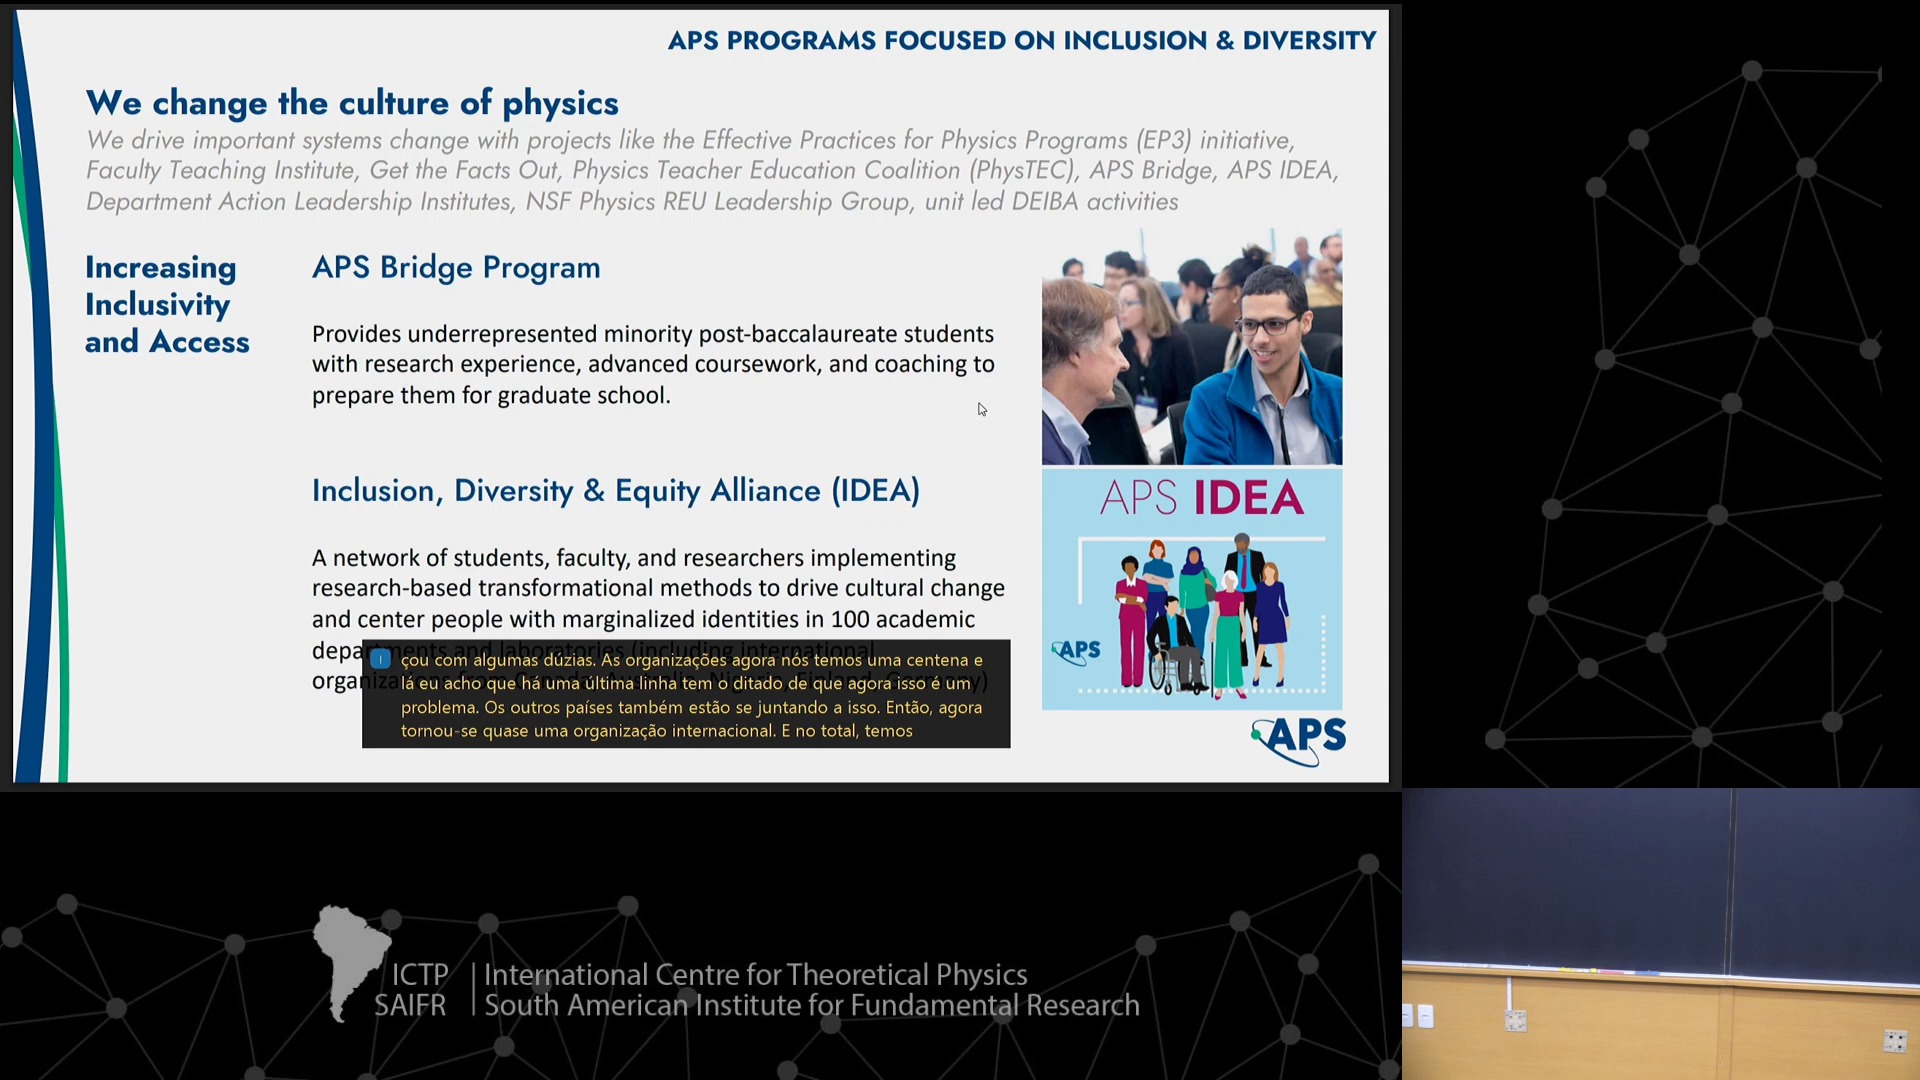 APS PROGRAMS FOCUSED ON INCLUSION & DIVERSITY
We change the culture of physics
We drive important systems change with projects like the Effective Practices for Physics Programs (EP3) initiative,
Faculty Teaching Institute, Get the Facts Out, Physics Teacher Education Coalition (PhysTEC), APS Bridge, APS IDEA,
Department Action Leadership Institutes, NSF Physics REU Leadership Group, unit led DEIBA activities
Increasing
Inclusivity
and Access
APS Bridge Program
Provides underrepresented minority post-baccalaureate students
with research experience, advanced coursework, and coaching to
prepare them for graduate school.
Inclusion, Diversity & Equity Alliance (IDEA)
A network of students, faculty, and researchers implementing
research-based transformational methods to drive cultural change
and center people with marginalized identities in 100 academic
departments and laboratories (including international
çou com algumas dúzias. As organizações agora nós temos uma centena e
lá eu acho que há uma última linha tem o ditado de que agora isso é um
problema. Os outros países também estão se juntando a isso. Então, agora
tornou-se quase uma organização internacional. E no total, temos
APS IDEA
APS
APS
ICTP
SAIFR
International Centre for Theoretical Physics
South American Institute for Fundamental Research